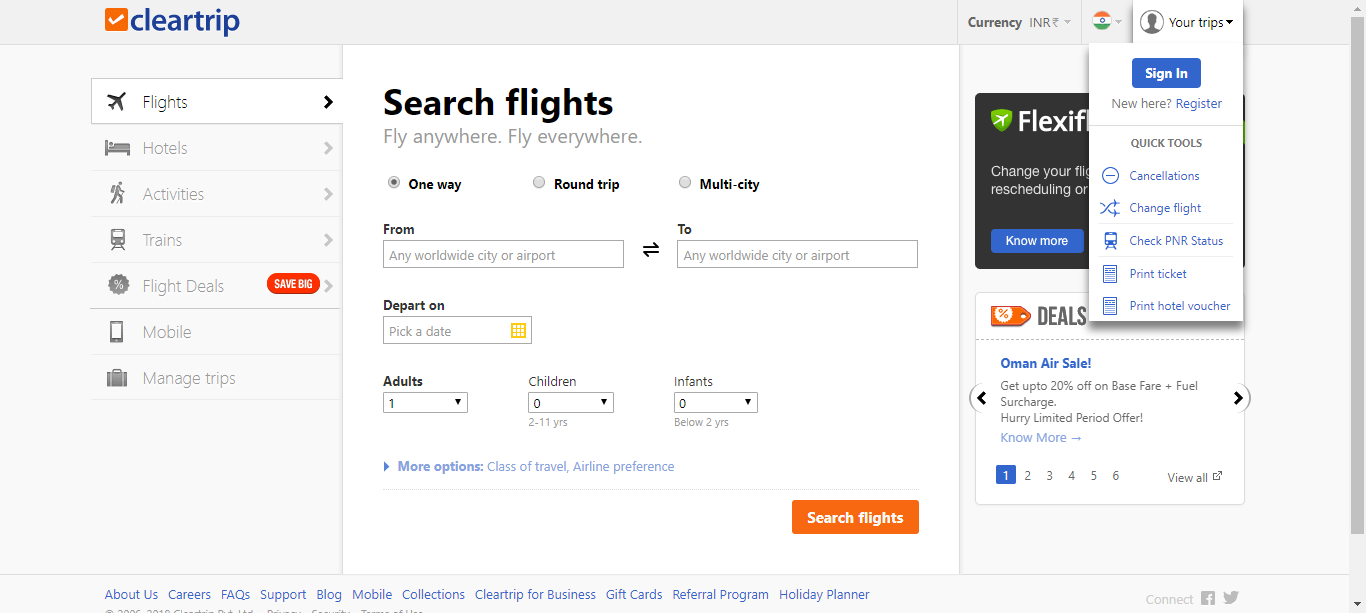 cleartrip
Currency INR₹
Your trips
Sign In
New here? Register
QUICK TOOLS
Cancellations
Change flight
Check PNR Status
Print ticket
Print hotel voucher
Flights
Hotels
Activities
Trains
Flight Deals SAVE BIG
Mobile
Manage trips
Search flights
Fly anywhere. Fly everywhere.
One way Round trip Multi-city
From To
Any worldwide city or airport Any worldwide city or airport
Depart on
Pick a date
Adults Children Infants
1 0 0
2-11 yrs Below 2 yrs
More options: Class of travel, Airline preference
Search flights
Change your
rescheduling or
Know more
DEALS
Oman Air Sale!
Get upto 20% off on Base Fare + Fuel
Surcharge.
Hurry Limited Period Offer!
Know More →
1 2 3 4 5 6 View all
About Us Careers FAQs Support Blog Mobile Collections Cleartrip for Business Gift Cards Referral Program Holiday Planner
Connect